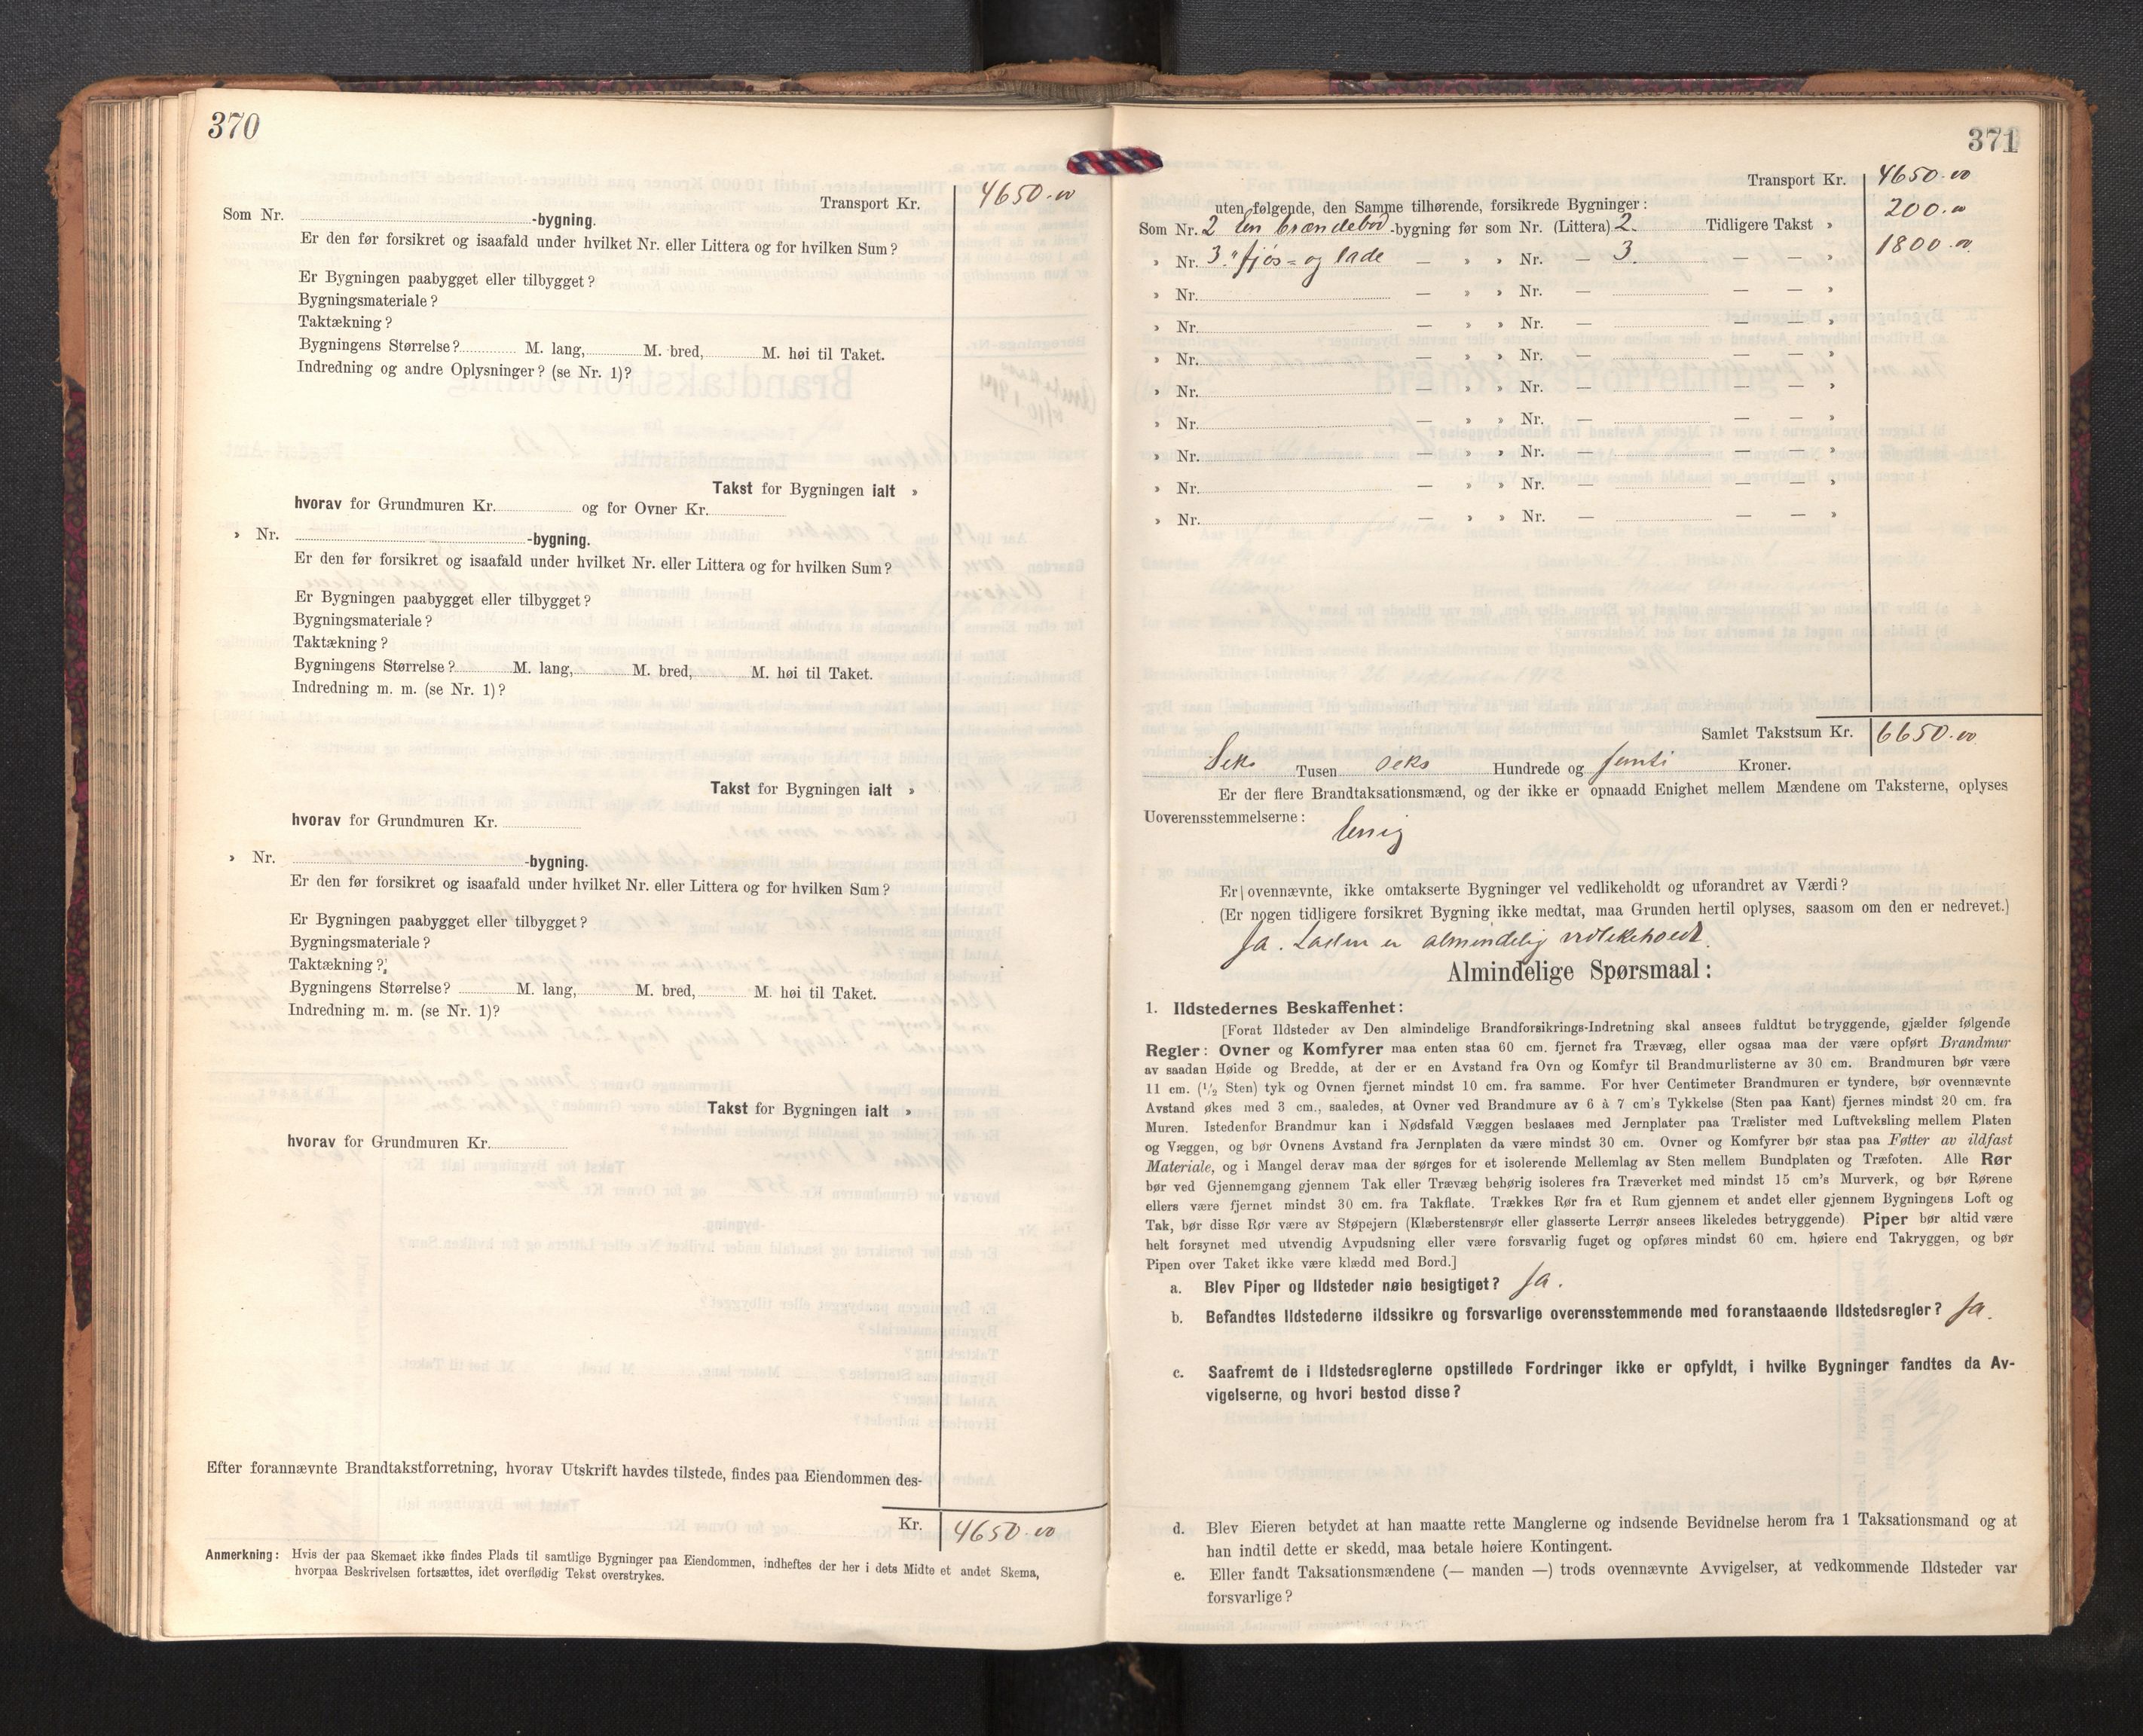 370
Transport Kr. 4650.00
Som Nr. -bygning.
Er den før forsikret og isaafald under hvilket Nr. eller Littera og for hvilken Sum?
Er Bygningen paabygget eller tilbygget?
Bygningsmateriale?
Taktækning?
Bygningens Størrelse? M. lang, M. bred, M. høi til Taket.
Indredning og andre Oplysninger? (se Nr. 1)?
Takst for Bygningen ialt »
hvorav for Grundmuren Kr. og for Ovner Kr.
» Nr. -bygning.
Er den før forsikret og isaafald under hvilket Nr. eller Littera og for hvilken Sum?
Er Bygningen paabygget eller tilbygget?
Bygningsmateriale?
Taktækning?
Bygningens Størrelse? M. lang, M. bred, M. høi til Taket.
Indredning m. m. (se Nr. 1)?
Takst for Bygningen ialt »
hvorav for Grundmuren Kr.
» Nr. -bygning.
Er den før forsikret og isaafald under hvilket Nr. eller Littera og for hvilken Sum?
Er Bygningen paabygget eller tilbygget?
Bygningsmateriale?
Taktækning?
Bygningens Størrelse? M. lang, M. bred, M. høi til Taket.
Indredning m. m. (se Nr. 1)?
Takst for Bygningen ialt »
hvorav for Grundmuren Kr.
Efter forannævnte Brandtakstforretning, hvorav Utskrift havdes tilstede, findes paa Eiendommen des-
Kr. 4650.00
Anmerkning: Hvis der paa Skemaet ikke findes Plads til samtlige Bygninger paa Eiendommen, indheftes der her i dets Midte et andet Skema,
hvorpaa Beskrivelsen fortsættes, idet overflødig Tekst overstrykes.
371
Transport Kr. 4650.00
uten følgende, den Samme tilhørende, forsikrede Bygninger:
Som Nr. 2 en brændebod -bygning før som Nr. (Littera) 2. Tidligere Takst » 200.00
» Nr. 3. " fjós= og lade — » » Nr. — 3. — — » 1800.00
» Nr. — » » Nr. — — — »
» Nr. — » » Nr. — — — »
» Nr. — » » Nr. — — — »
» Nr. — » » Nr. — — — »
» Nr. — » » Nr. — — — »
» Nr. — » » Nr. — — — »
» Nr. — » » Nr. — — — »
» Nr. — » » Nr. — — — »
Samlet Takstsum Kr. 6650.00
Seks Tusen seks Hundrede og femti Kroner.
Er der flere Brandtaksationsmænd, og der ikke er opnaadd Enighet mellem Mændene om Taksterne, oplyses
Uoverensstemmelserne:
Enig
Er ovennævnte, ikke omtakserte Bygninger vel vedlikeholdt og uforandret av Værdi?
(Er nogen tidligere forsikret Bygning ikke medtat, maa Grunden hertil oplyses, saasom om den er nedrevet.)
Ja. Laden er almindelig vedlikeholdt.
Almindelige Spørsmaal:
1. Ildstedernes Beskaffenhet:
[Forat Ildsteder av Den almindelige Brandforsikrings-Indretning skal ansees fuldtut betryggende, gjælder følgende
Regler: Ovner og Komfyrer maa enten staa 60 cm. fjernet fra Trævæg, eller ogsaa maa der være opført Brandmur
av saadan Høide og Bredde, at der er en Avstand fra Ovn og Komfyr til Brandmurlisterne av 30 cm. Brandmuren bør være
11 cm. (1/2 Sten) tyk og Ovnen fjernet mindst 10 cm. fra samme. For hver Centimeter Brandmuren er tyndere, bør ovennævnte
Avstand økes med 3 cm., saaledes, at Ovner ved Brandmure av 6 à 7 cm's Tykkelse (Sten paa Kant) fjernes mindst 20 cm. fra
Muren. Istedenfor Brandmur kan i Nødsfald Væggen beslaaes med Jernplater paa Trælister med Luftveksling mellem Platen
og Væggen, og bør Ovnens Avstand fra Jernplaten da være mindst 30 cm. Ovner og Komfyrer bør staa paa Føtter av ildfast
Materiale, og i Mangel derav maa der sørges for et isolerende Mellemlag av Sten mellem Bundplaten og Træfoten. Alle Rør
bør ved Gjennemgang gjennem Tak eller Trævæg behørig isoleres fra Træverket med mindst 15 cm's Murverk, og bør Rørene
ellers være fjernet mindst 30 cm. fra Takflate. Trækkes Rør fra et Rum gjennem et andet eller gjennem Bygningens Loft og
Tak, bør disse Rør være av Støpejern (Klæberstensrør eller glasserte Lerrør ansees likeledes betryggende) Piper bør altid være
helt forsynet med utvendig Avpudsning eller være forsvarlig fuget og opføres mindst 60 cm. høiere end Takryggen, og bør
Pipen over Taket ikke være klædd med Bord.]
a. Blev Piper og Ildsteder nøie besigtiget? Ja.
b. Befandtes Ildstederne ildssikre og forsvarlige overensstemmende med foranstaaende Ildstedsregler? Ja.
c. Saafremt de i Ildstedsreglerne opstillede Fordringer ikke er opfyldt, i hvilke Bygninger fandtes da Av-
vigelserne, og hvori bestod disse?
d. Blev Eieren betydet at han maatte rette Manglerne og indsende Bevidnelse herom fra 1 Taksationsmand og at
han indtil dette er skedd, maa betale høiere Kontingent.
e. Eller fandt Taksationsmændene (— manden —) trods ovennævnte Avvigelser, at vedkommende Ildsteder var
forsvarlige?